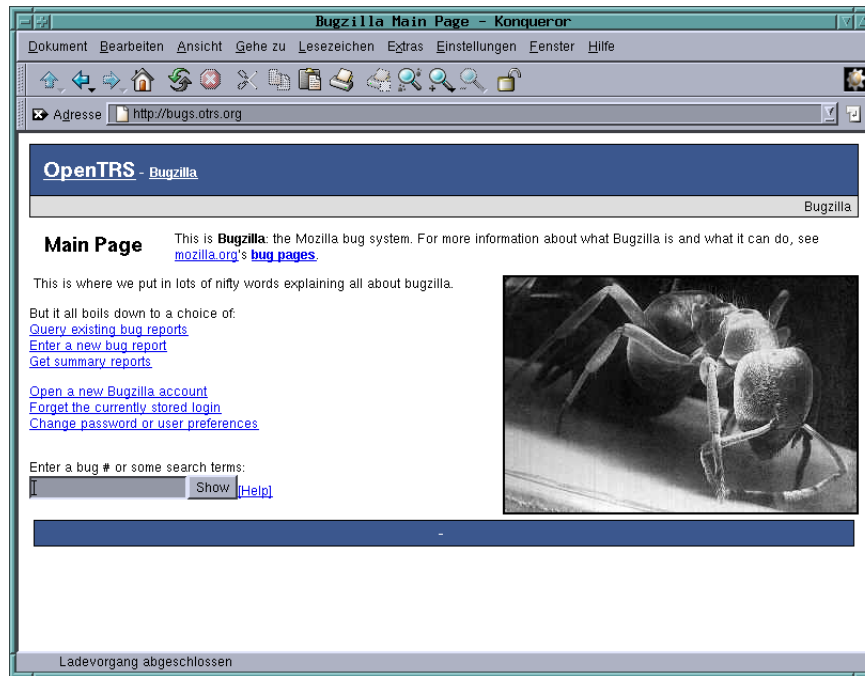 Bugzilla Main Page - Konqueror
Dokument Bearbeiten Ansicht Gehe zu Lesezeichen Extras Einstellungen Fenster Hilfe
Adresse http://bugs.otrs.org
OpenTRS - Bugzilla
Bugzilla
Main Page
This is Bugzilla: the Mozilla bug system. For more information about what Bugzilla is and what it can do, see
mozilla.org's bug pages.
This is where we put in lots of nifty words explaining all about bugzilla.
But it all boils down to a choice of:
Query existing bug reports
Enter a new bug report
Get summary reports
Open a new Bugzilla account
Forget the currently stored login
Change password or user preferences
Enter a bug # or some search terms:
Show [Help]
-
Ladevorgang abgeschlossen